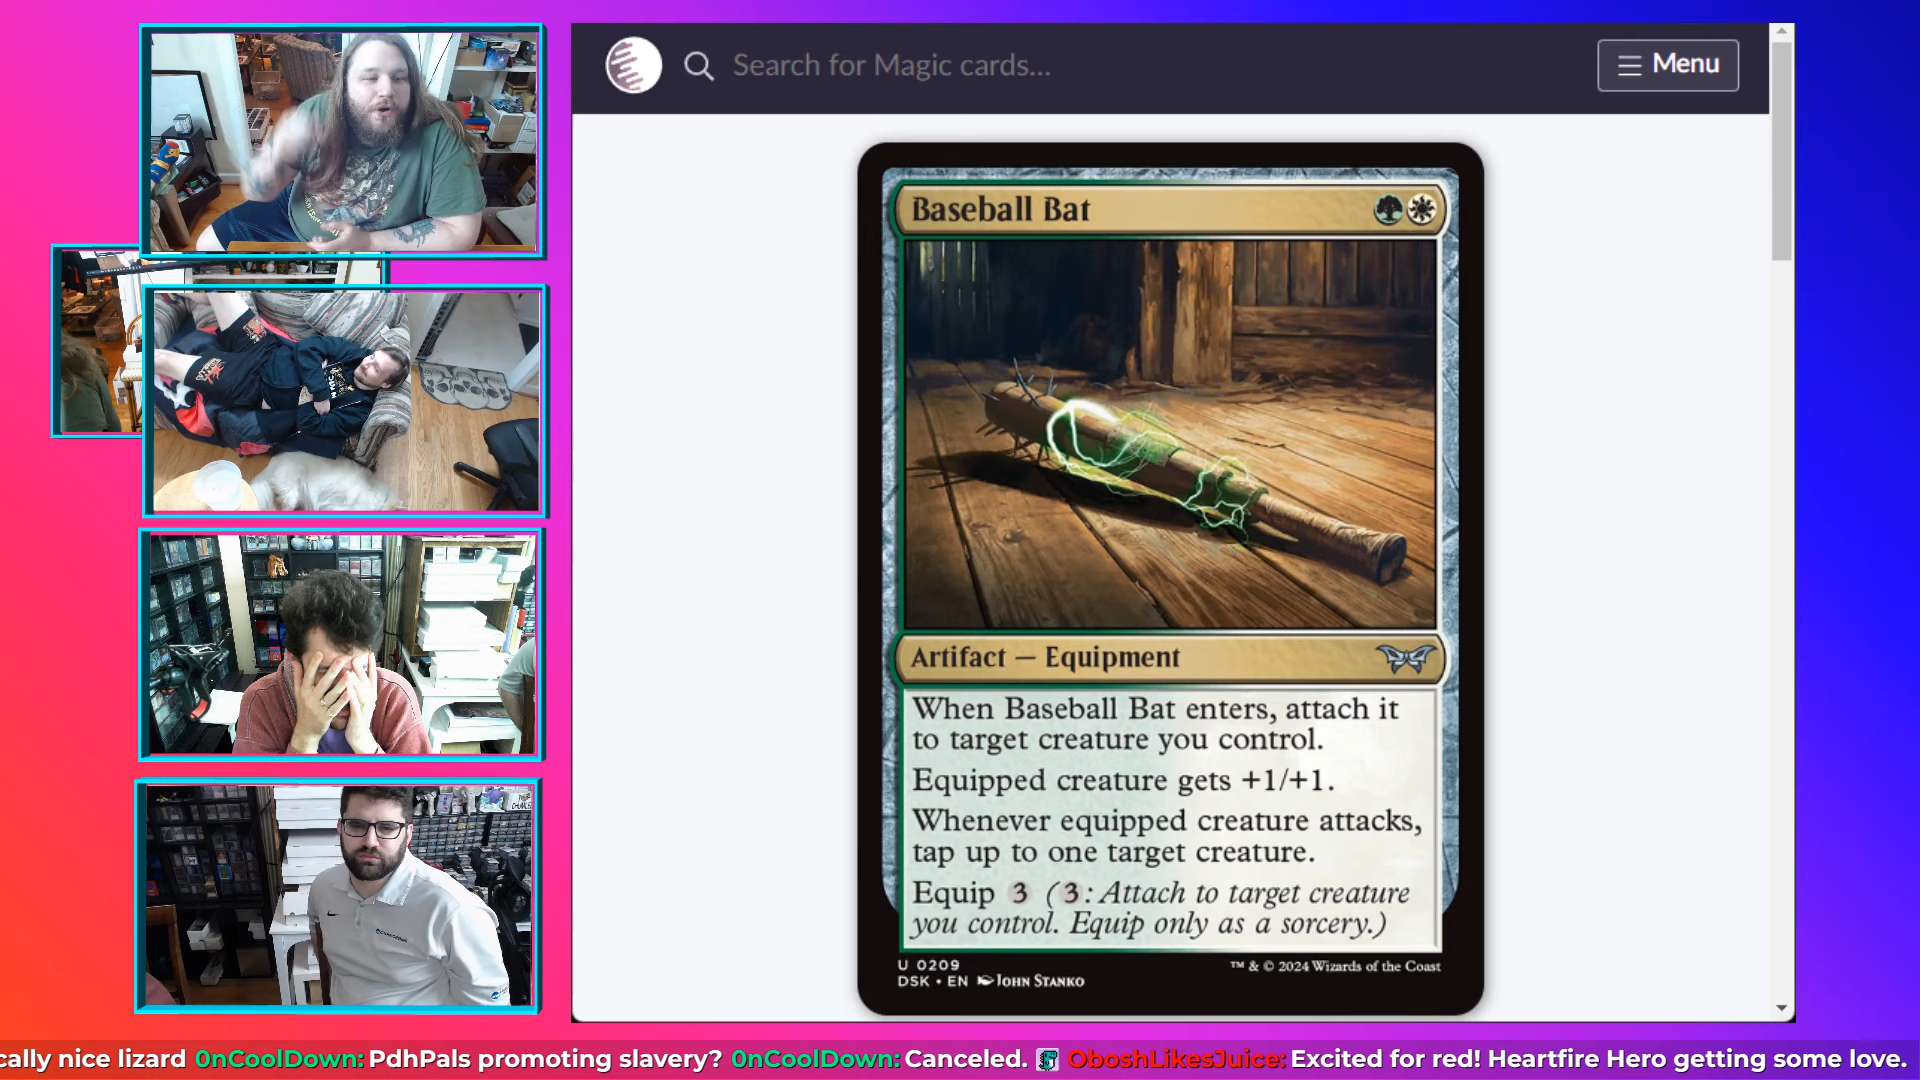 Search for Magic cards...
Menu
Baseball Bat
Artifact — Equipment
When Baseball Bat enters, attach it
to target creature you control.
Equipped creature gets +1/+1.
Whenever equipped creature attacks,
tap up to one target creature.
Equip 3 (3: Attach to target creature
you control. Equip only as a sorcery.)
U 0209
DSK • EN John Stanko
™ & © 2024 Wizards of the Coast
cally nice lizard 0nCoolDown: PdhPals promoting slavery? 0nCoolDown: Canceled. OboshLikesJuice: Excited for red! Heartfire Hero getting some love.